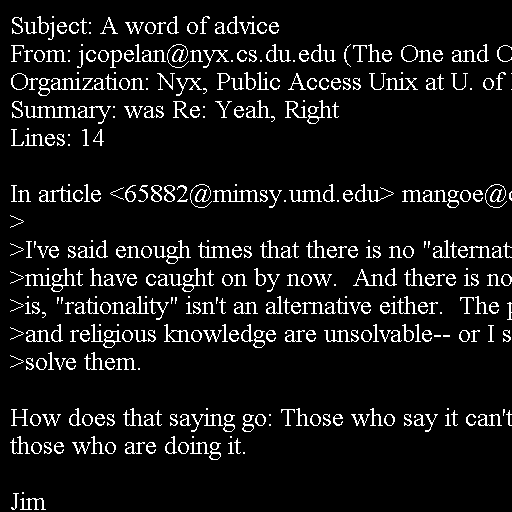 Subject: A word of advice
From: jcopelan@nyx.cs.du.edu (The One and
Organization: Nyx, Public Access Unix at U. of
Summary: was Re: Yeah, Right
Lines: 14
In article <65882@mimsy.umd.edu> mangoe@
>
>I've said enough times that there is no "alternat
>might have caught on by now.  And there is no
>is, "rationality" isn't an alternative either.  The
>and religious knowledge are unsolvable-- or I s
>solve them.
How does that saying go: Those who say it can't
those who are doing it.
Jim